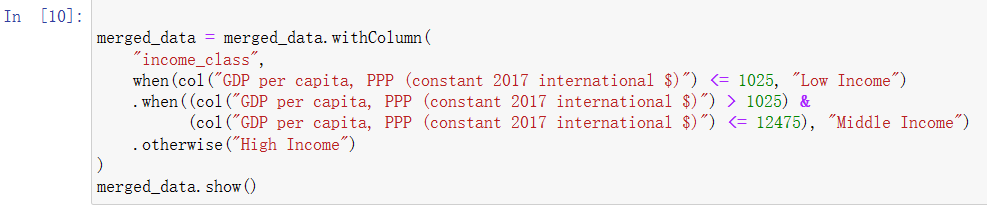 In [10]:
merged_data = merged_data.withColumn(
    "income_class",
    when(col("GDP per capita, PPP (constant 2017 international $)") <= 1025, "Low Income")
    .when((col("GDP per capita, PPP (constant 2017 international $)") > 1025) &
          (col("GDP per capita, PPP (constant 2017 international $)") <= 12475), "Middle Income")
    .otherwise("High Income")
)
merged_data.show()